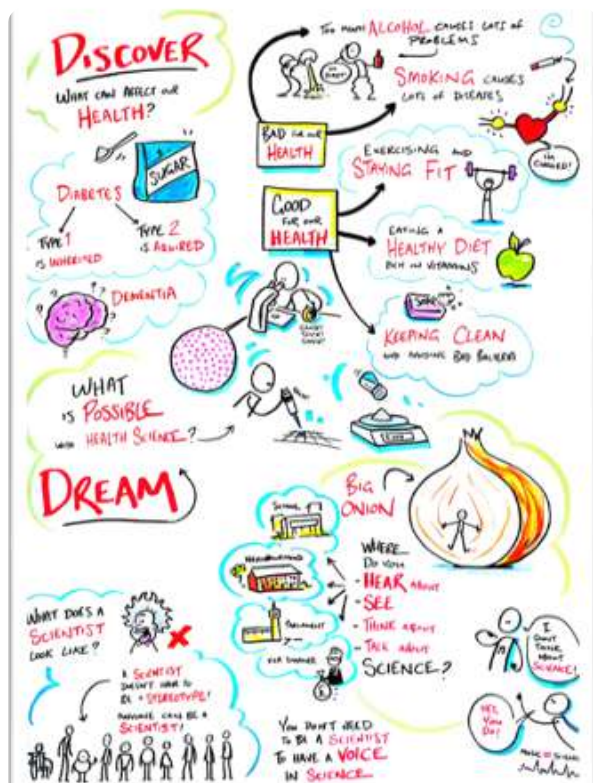 DISCOVER
WHAT CAN AFFECT OUR
HEALTH?
TOO MUCH ALCOHOL CAUSES LOTS OF
PROBLEMS
SMOKING CAUSES
LOTS OF DISEASES
BAD FOR OUR
HEALTH
SUGAR
DIABETES
TYPE 1
IS INHERITED
TYPE 2
IS AQUIRED
EXERCISING AND
STAYING FIT
GOOD
FOR OUR
HEALTH
EATING A
HEALTHY DIET
RICH IN VITAMINS
DEMENTIA
SOAP
KEEPING CLEAN
AND AVOIDING BAD BACTERIA
WHAT
IS POSSIBLE
WITH HEALTH SCIENCE?
DREAM
BIG
ONION
SCHOOL
PARLIAMENT
WHERE
DO YOU
- HEAR ABOUT
- SEE
- THINK ABOUT
- TALK ABOUT
SCIENCE?
WHAT DOES A
SCIENTIST
LOOK LIKE?
A SCIENTIST
DOESN'T HAVE TO
BE A STEREOTYPE!
ANYONE CAN BE A
SCIENTIST!
I
DON'T
THINK
ABOUT
SCIENCE!
YES,
YOU
DO!
YOU DON'T NEED
TO BE A SCIENTIST
TO HAVE A VOICE
IN SCIENCE